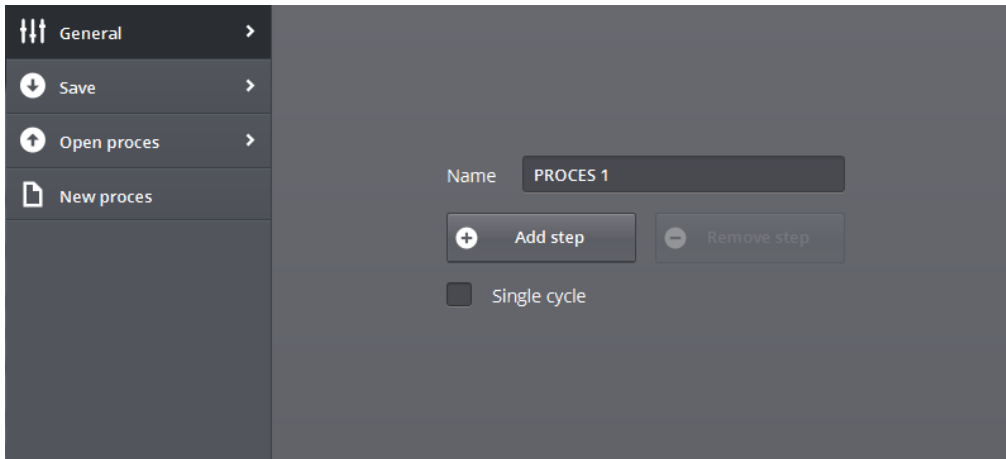 General
Save
Open proces
New proces
Name PROCES 1
Add step Remove step
Single cycle